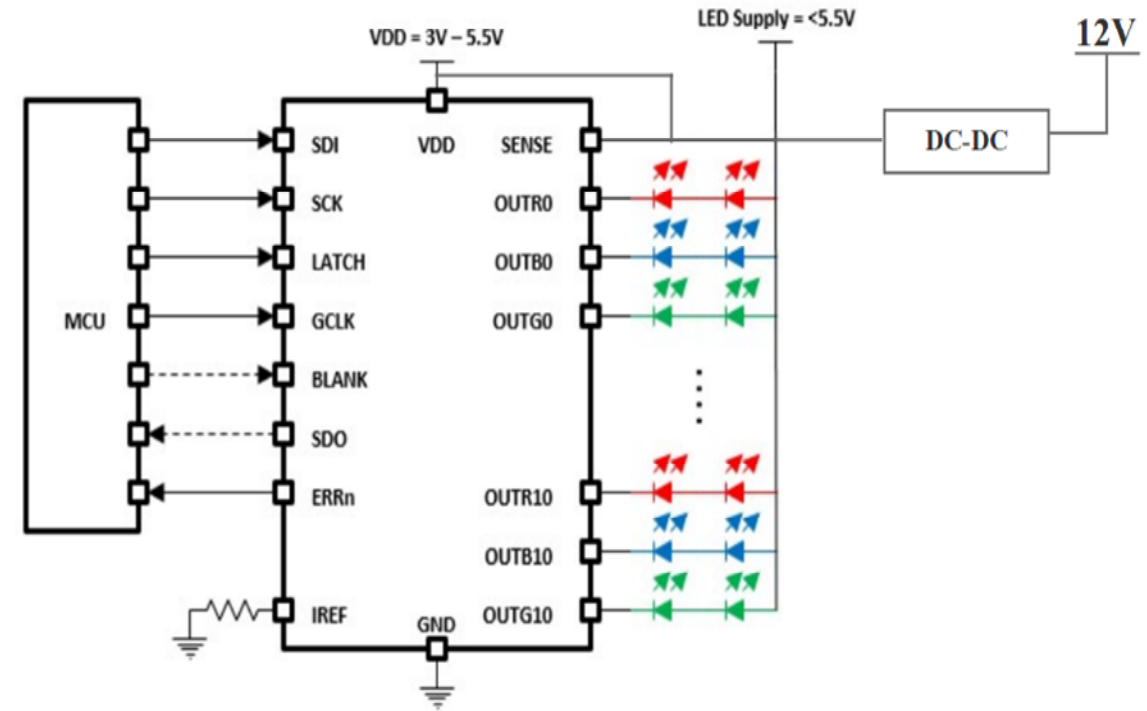 LED Supply = <5.5V
12V
VDD = 3V – 5.5V
DC-DC
SDI
VDD
SENSE
SCK
OUTR0
LATCH
OUTB0
MCU
GCLK
OUTG0
BLANK
SDO
ERRn
OUTR10
OUTB10
IREF
GND
OUTG10